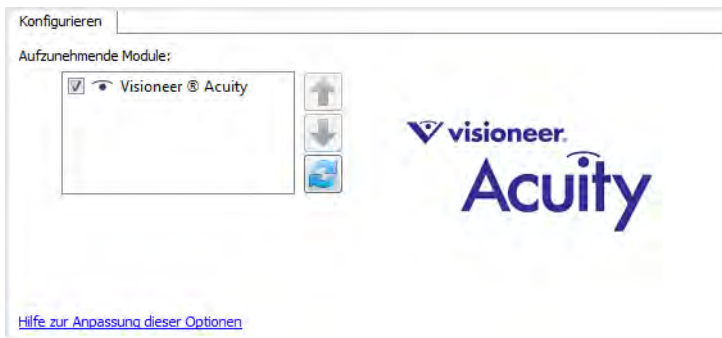 Konfigurieren
Aufzunehmende Module:
Visioneer ® Acuity
visioneer.
Acuity
Hilfe zur Anpassung dieser Optionen